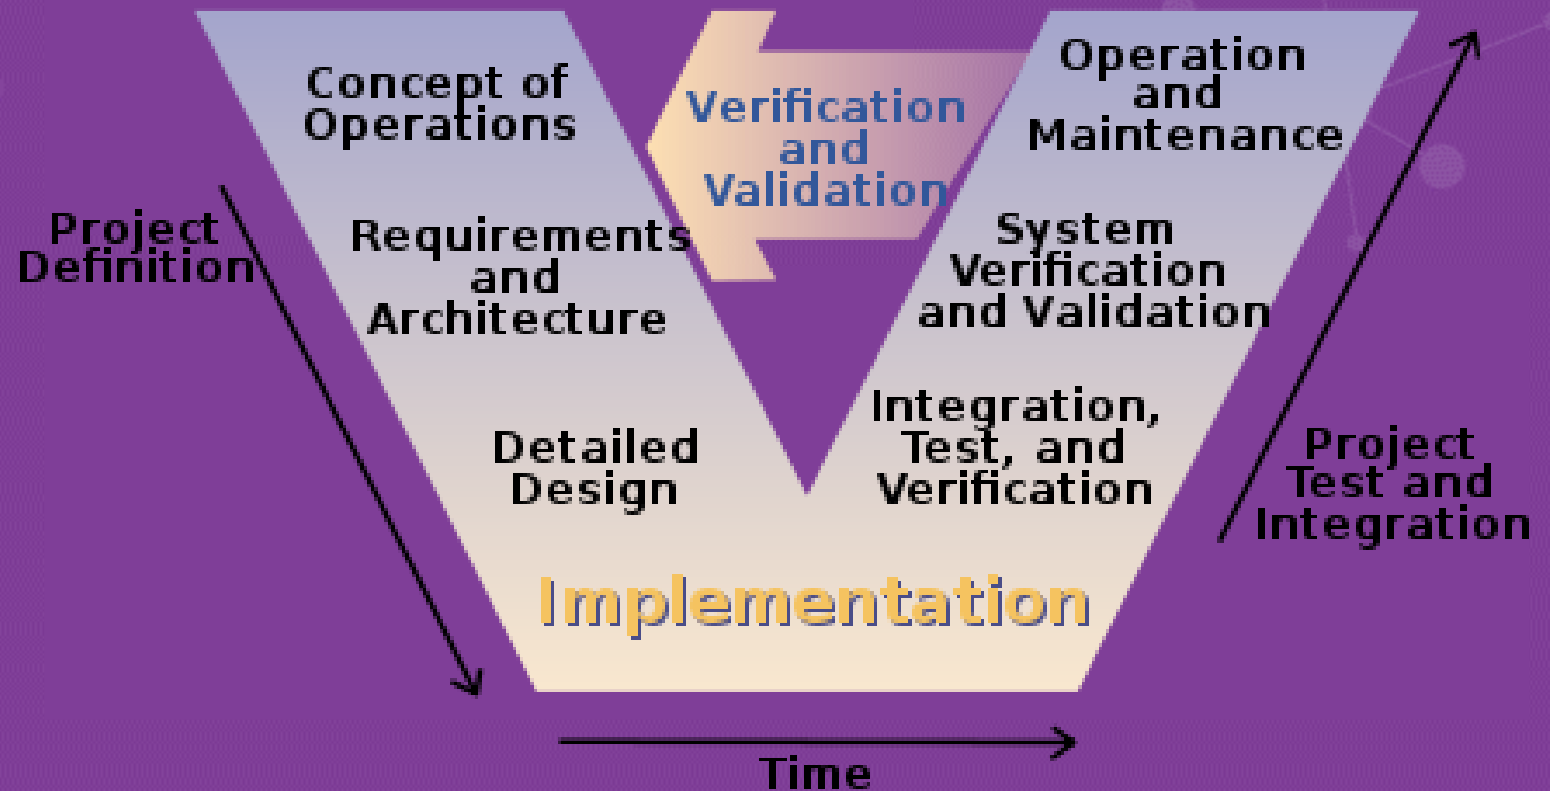 Concept of
Operations
Verification
and
Validation
Operation
and
Maintenance
Project
Definition
Requirements
and
Architecture
System
Verification
and Validation
Detailed
Design
Integration,
Test, and
Verification
Project
Test and
Integration
Implementation
Time